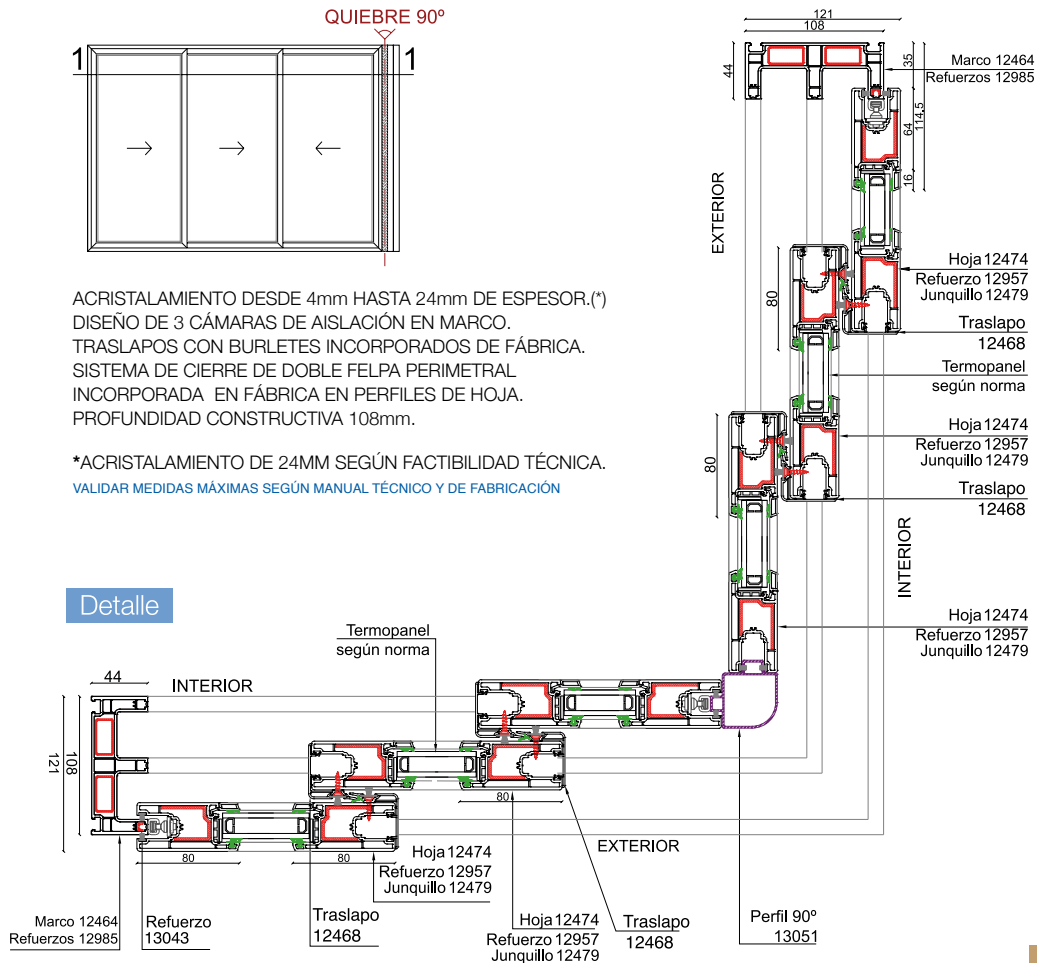 QUIEBRE 90º
1 1
ACRISTALAMIENTO DESDE 4mm HASTA 24mm DE ESPESOR.(*)
DISEÑO DE 3 CÁMARAS DE AISLACIÓN EN MARCO.
TRASLAPOS CON BURLETES INCORPORADOS DE FÁBRICA.
SISTEMA DE CIERRE DE DOBLE FELPA PERIMETRAL
INCORPORADA EN FÁBRICA EN PERFILES DE HOJA.
PROFUNDIDAD CONSTRUCTIVA 108mm.
*ACRISTALAMIENTO DE 24MM SEGÚN FACTIBILIDAD TÉCNICA.
VALIDAR MEDIDAS MÁXIMAS SEGÚN MANUAL TÉCNICO Y DE FABRICACIÓN
121
108
44
35
114.5
64
16
Marco 12464
Refuerzos 12985
EXTERIOR
80
Hoja 12474
Refuerzo 12957
Junquillo 12479
Traslapo
12468
Termopanel
según norma
80
Hoja 12474
Refuerzo 12957
Junquillo 12479
Traslapo
12468
INTERIOR
Hoja 12474
Refuerzo 12957
Junquillo 12479
Detalle
Termopanel
según norma
44
INTERIOR
108
121
80
80
80
EXTERIOR
Hoja 12474
Refuerzo 12957
Junquillo 12479
Marco 12464
Refuerzos 12985
Refuerzo
13043
Traslapo
12468
Hoja 12474
Refuerzo 12957
Junquillo 12479
Traslapo
12468
Perfil 90º
13051